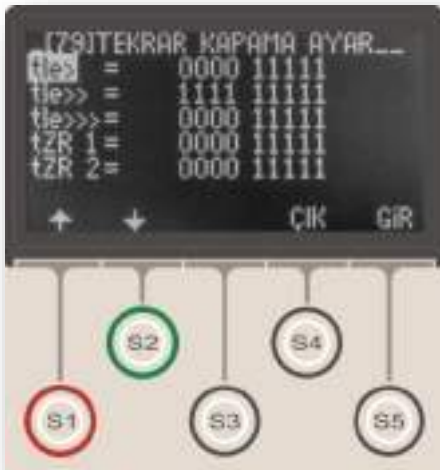 [79]TEKRAR KAPAMA AYAR__
tIe> = 0000 11111
tIe>> = 1111 11111
tIe>>>= 0000 11111
tZR 1= 0000 11111
tZR 2= 0000 11111
ÇIK GİR
S2 S4
S1 S3 S5